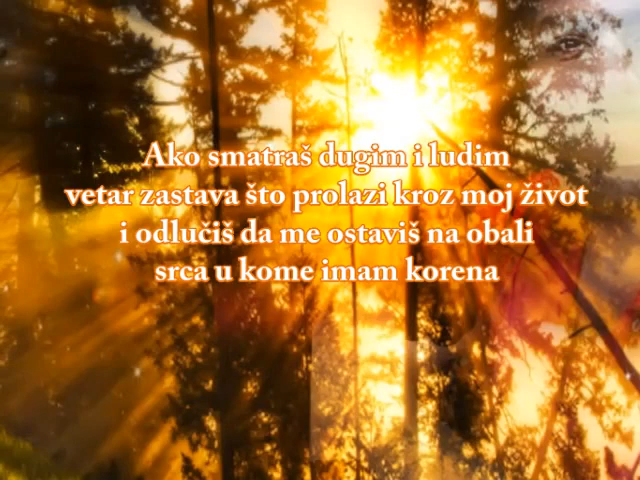 Ako smatraš dugim i ludim
vetar zastava što prolazi kroz moj život
i odlučiš da me ostaviš na obali
srca u kome imam korena